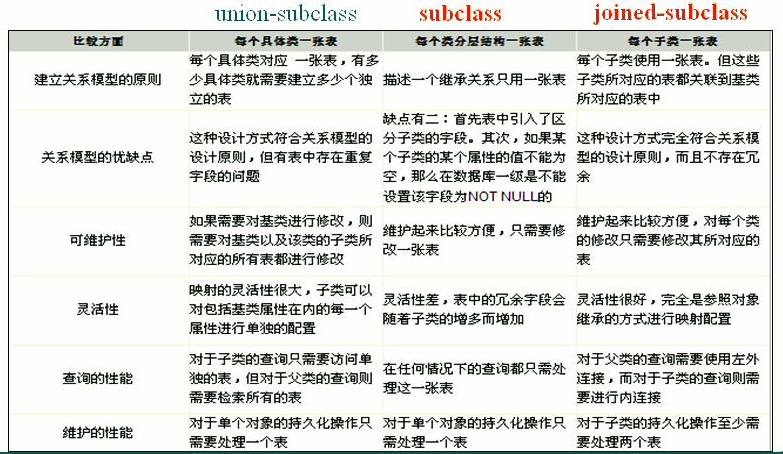 union-subclass subclass joined-subclass
比较方面 每个具体类一张表 每个类分层结构一张表 每个子类一张表
建立关系模型的原则
每个具体类对应 一张表，有多
少具体类就需要建立多少个独
立的表
描述一个继承关系只用一张表
每个子类使用一张表。但这些
子类所对应的表都关联到基类
所对应的表中
关系模型的优缺点
这种设计方式符合关系模型的
设计原则，但有表中存在重复
字段的问题
缺点有二：首先表中引入了区
分子类的字段。其次，如果某
个子类的某个属性的值不能为
空，那么在数据库一级是不能
设置该字段为NOT NULL的
这种设计方式完全符合关系模
型的设计原则，而且不存在冗
余
可维护性
如果需要对基类进行修改，则
需要对基类以及该类的子类所
对应的所有表都进行修改
维护起来比较方便，只需要修
改一张表
维护起来比较方便，对每个类
的修改只需要修改其所对应的
表
灵活性
映射的灵活性很大，子类可以
对包括基类属性在内的每一个
属性进行单独的配置
灵活性差，表中的冗余字段会
随着子类的增多而增加
灵活性很好，完全是参照对象
继承的方式进行映射配置
查询的性能
对于子类的查询只需要访问单
独的表，但对于父类的查询则
需要检索所有的表
在任何情况下的查询都只需处
理这一张表
对于父类的查询需要使用左外
连接，而对于子类的查询则需
要进行内连接
维护的性能
对于单个对象的持久化操作只
需要处理一个表
对于单个对象的持久化操作只
需处理一个表
对于子类的持久化操作至少需
要处理两个表